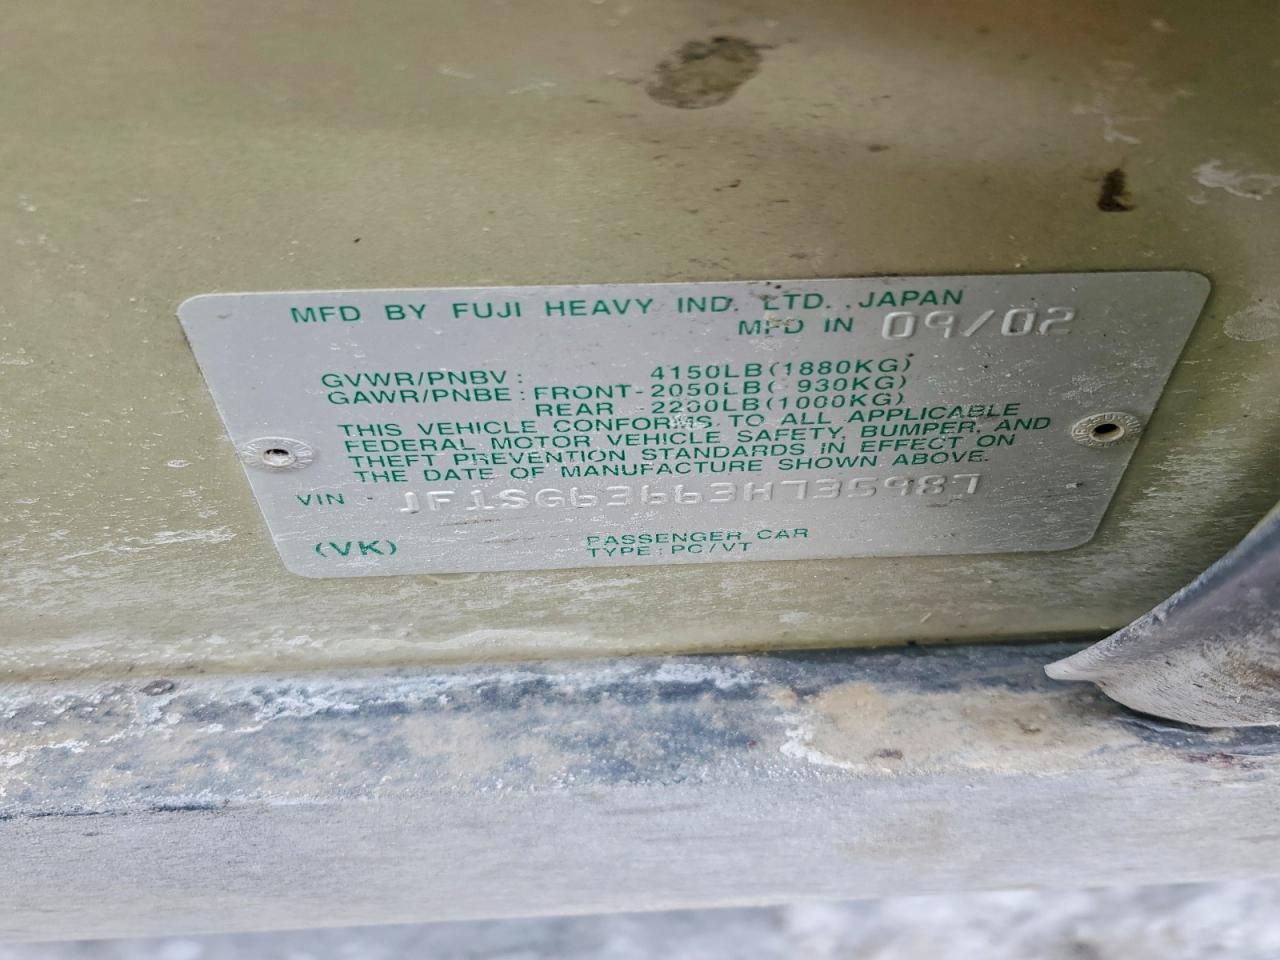 MFD BY FUJI HEAVY IND. LTD. JAPAN
MFD IN 09/02
GVWR/PNBV: 4150LB(1880KG)
GAWR/PNBE: FRONT-2050LB( 930KG)
REAR -2200LB(1000KG)
THIS VEHICLE CONFORMS TO ALL APPLICABLE
FEDERAL MOTOR VEHICLE SAFETY, BUMPER, AND
THEFT PREVENTION STANDARDS IN EFFECT ON
THE DATE OF MANUFACTURE SHOWN ABOVE.
VIN JF1SG63663H735987
(VK) PASSENGER CAR
TYPE: PC/VT